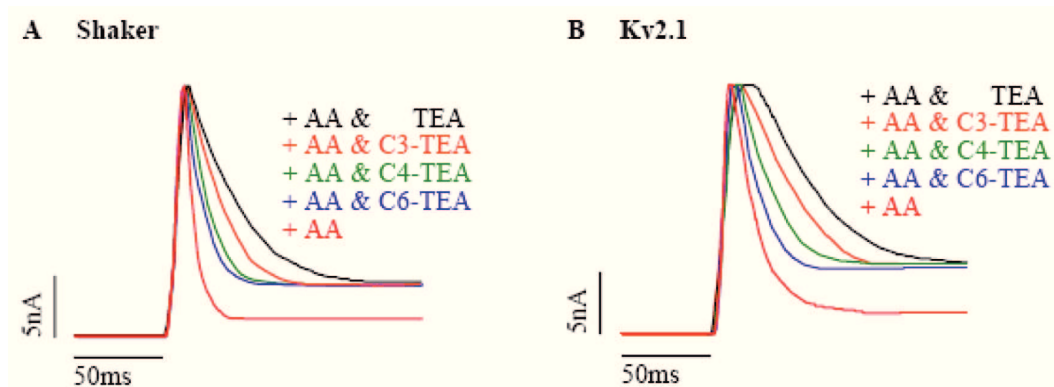 A Shaker
+ AA & TEA
+ AA & C3-TEA
+ AA & C4-TEA
+ AA & C6-TEA
+ AA
5nA
50ms
B Kv2.1
+ AA & TEA
+ AA & C3-TEA
+ AA & C4-TEA
+ AA & C6-TEA
+ AA
5nA
50ms